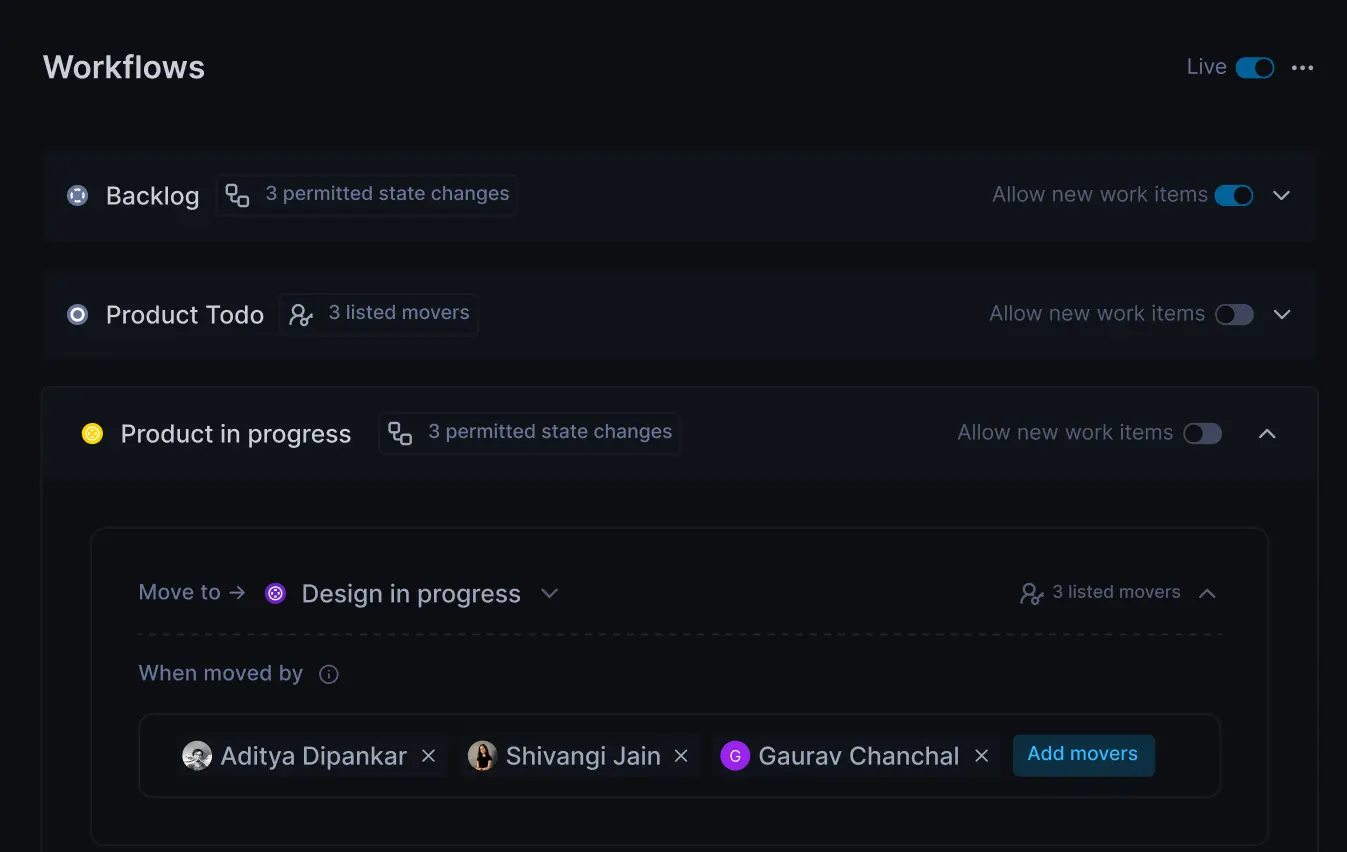 Workflows
Live
Backlog
3 permitted state changes
Allow new work items
Product Todo
3 listed movers
Allow new work items
Product in progress
3 permitted state changes
Allow new work items
Move to → Design in progress
3 listed movers
When moved by
Aditya Dipankar × Shivangi Jain × G Gaurav Chanchal × Add movers